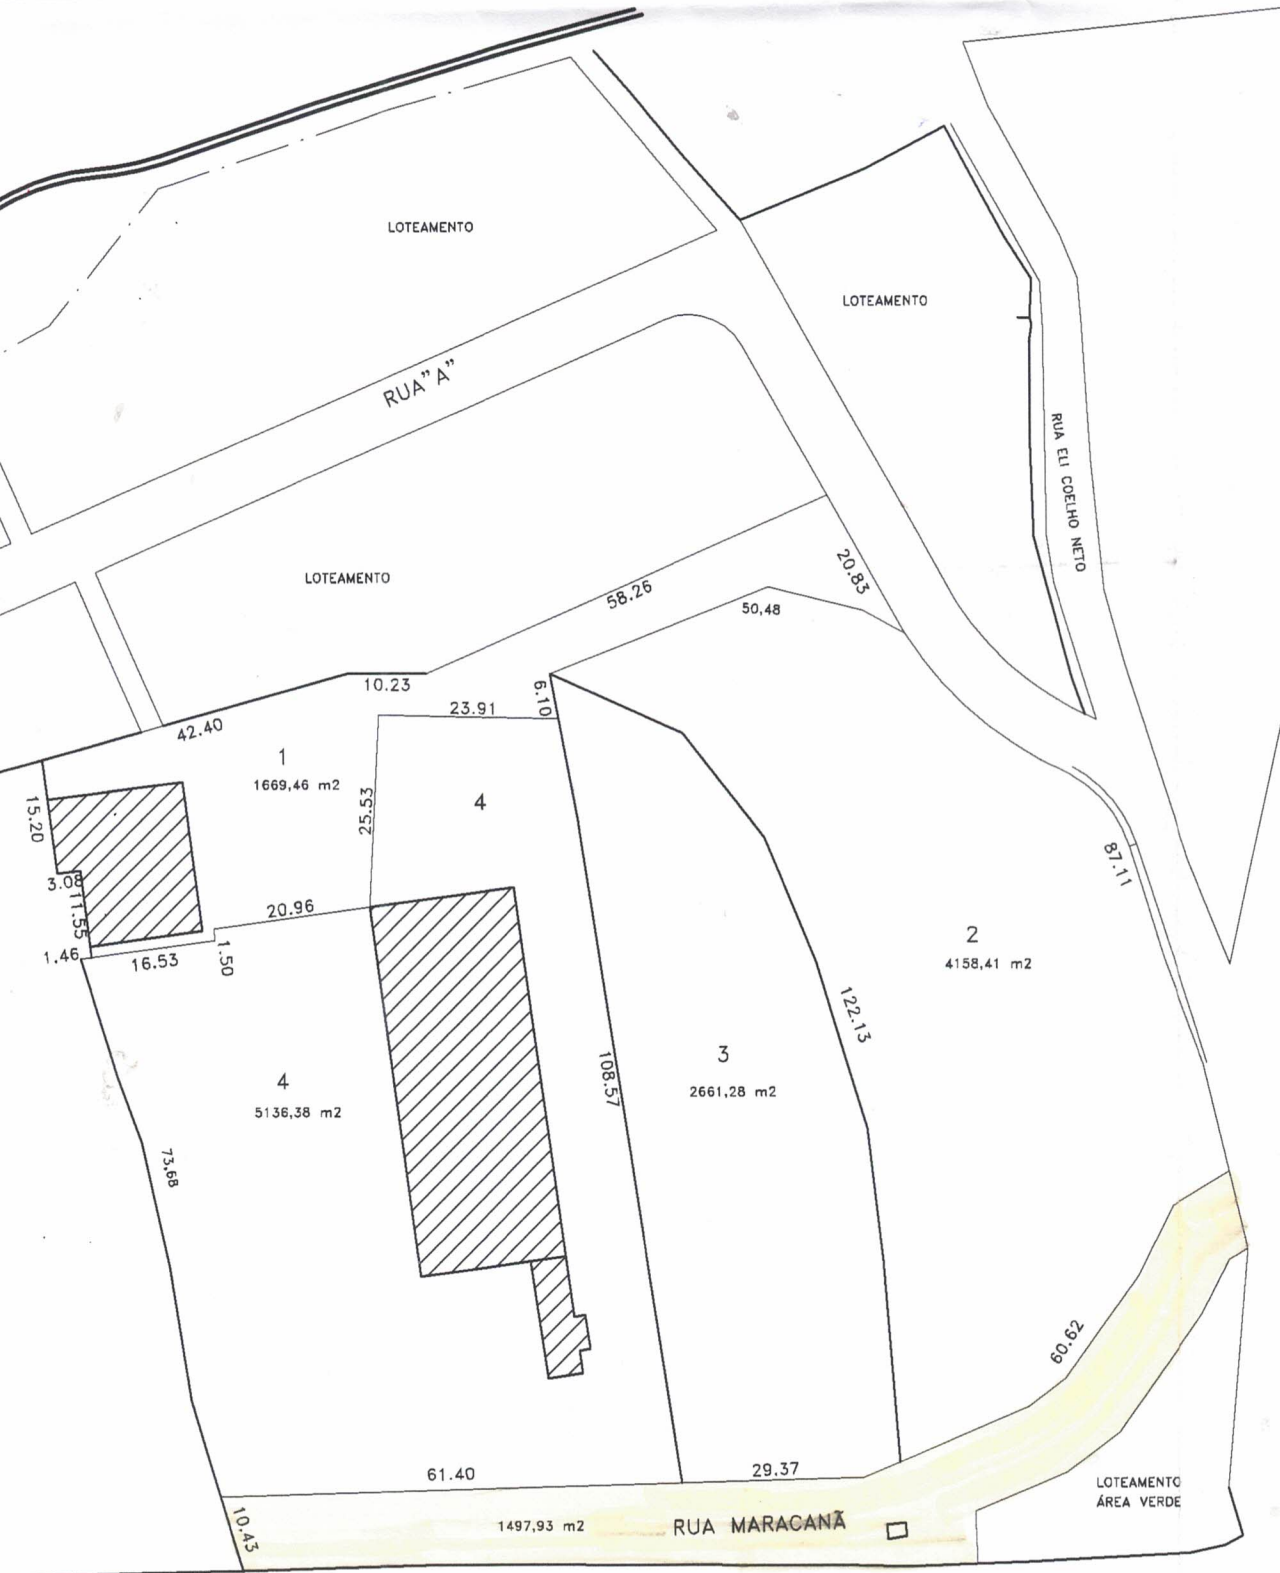 LOTEAMENTO
LOTEAMENTO
RUA"A"
RUA ELI COELHO NETO
LOTEAMENTO
58.26
20.83
50,48
10.23
6.10
23.91
42.40
1
1669,46 m2
15.20
25.53
4
3.08
11.55
20.96
1.46
16.53
1.50
87.11
2
4158,41 m2
122.13
108.57
3
2661,28 m2
4
5136,38 m2
73,68
60.62
61.40
29.37
10.43
1497,93 m2
RUA MARACANÃ
LOTEAMENTO
ÁREA VERDE